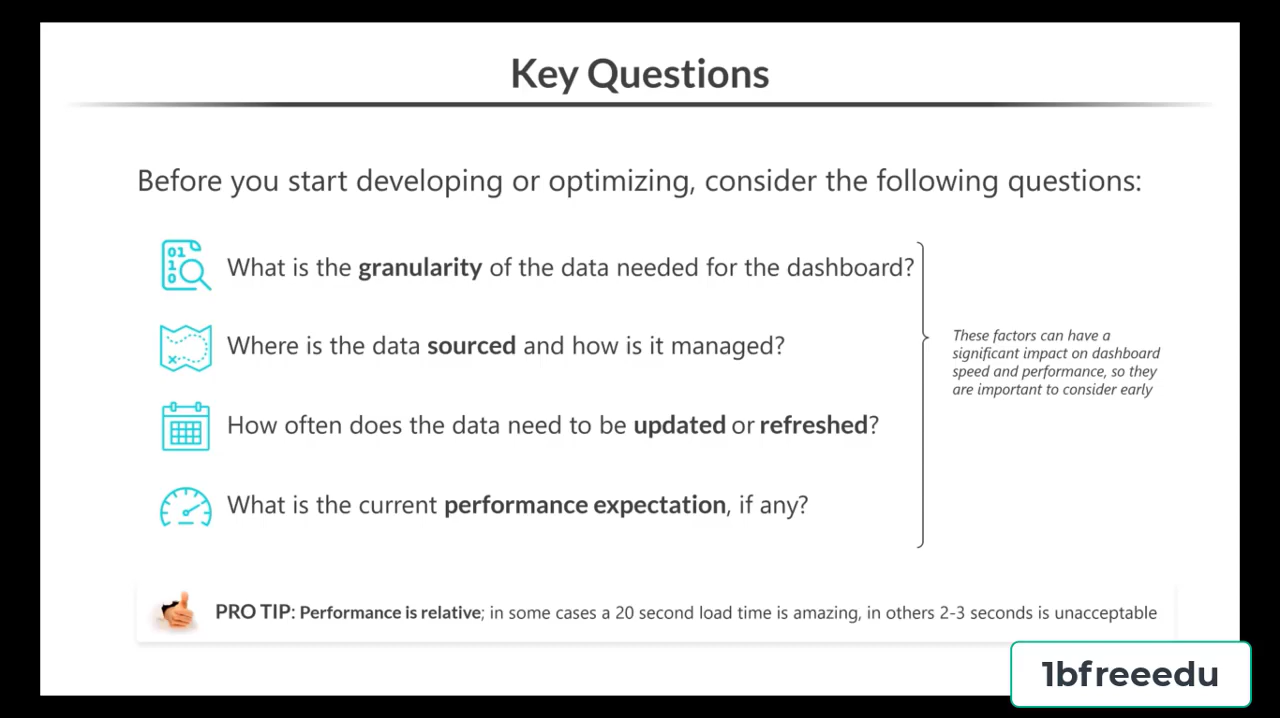 Key Questions
Before you start developing or optimizing, consider the following questions:
01
1
0
What is the granularity of the data needed for the dashboard?
Where is the data sourced and how is it managed?
How often does the data need to be updated or refreshed?
What is the current performance expectation, if any?
These factors can have a
significant impact on dashboard
speed and performance, so they
are important to consider early
PRO TIP: Performance is relative; in some cases a 20 second load time is amazing, in others 2-3 seconds is unacceptable
1bfreeedu